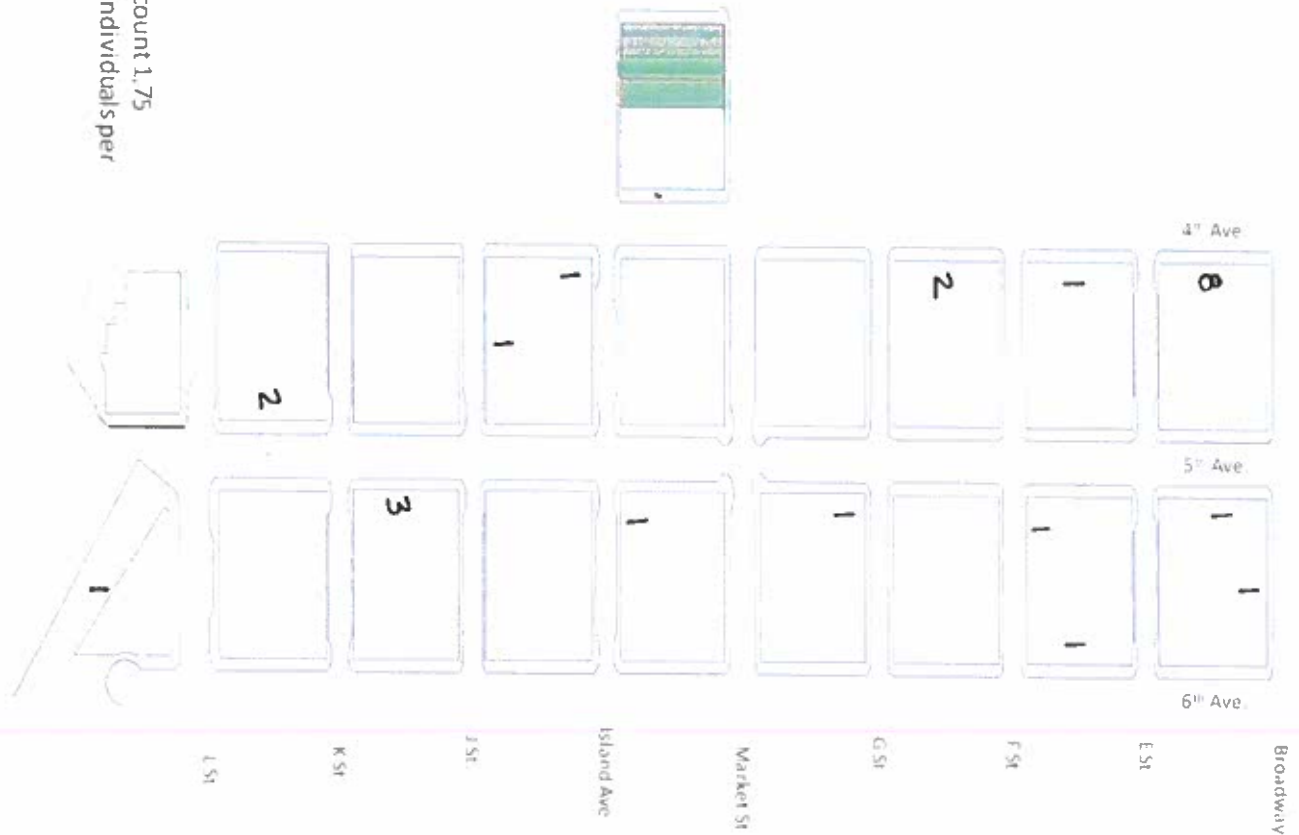 count 1.75
ndividuals per
4th Ave
8
1
2
1
1
2
5th Ave
1
1
1
1
1
1
3
1
6th Ave.
Broadway
E St
F St
G St
Market St
Island Ave
J St
K St
L St